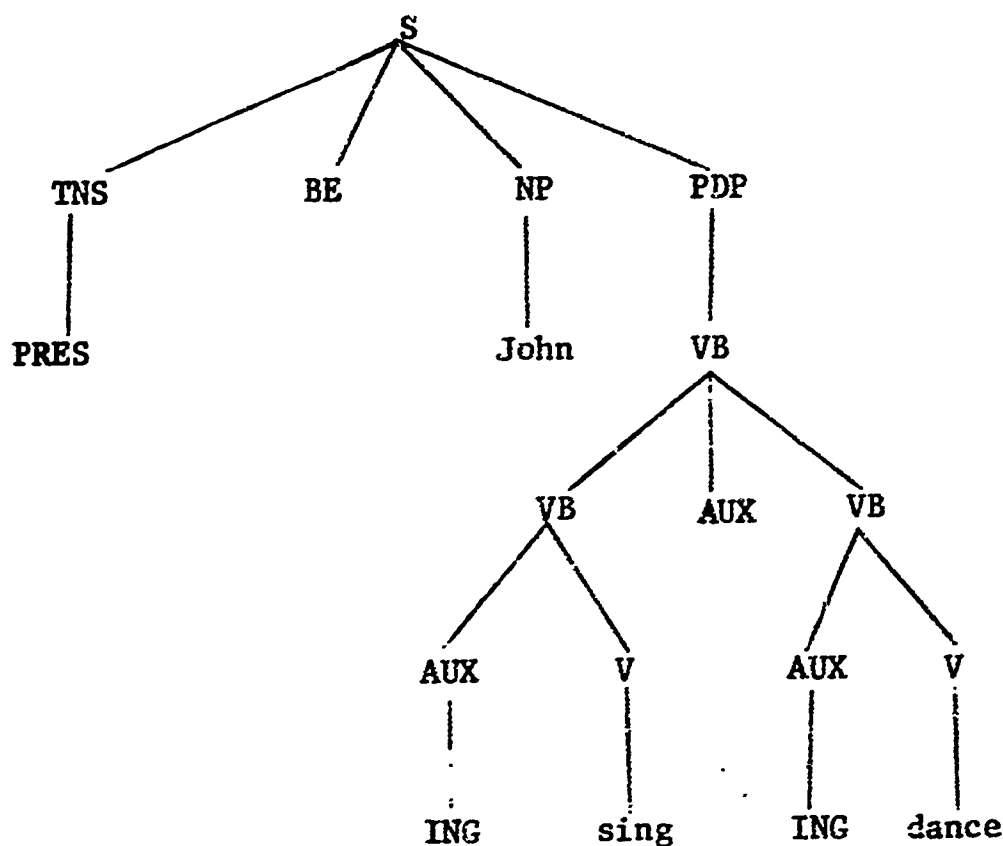 S
TNS BE NP PDP
PRES John VB
VB AUX VB
AUX V AUX V
ING sing ING dance